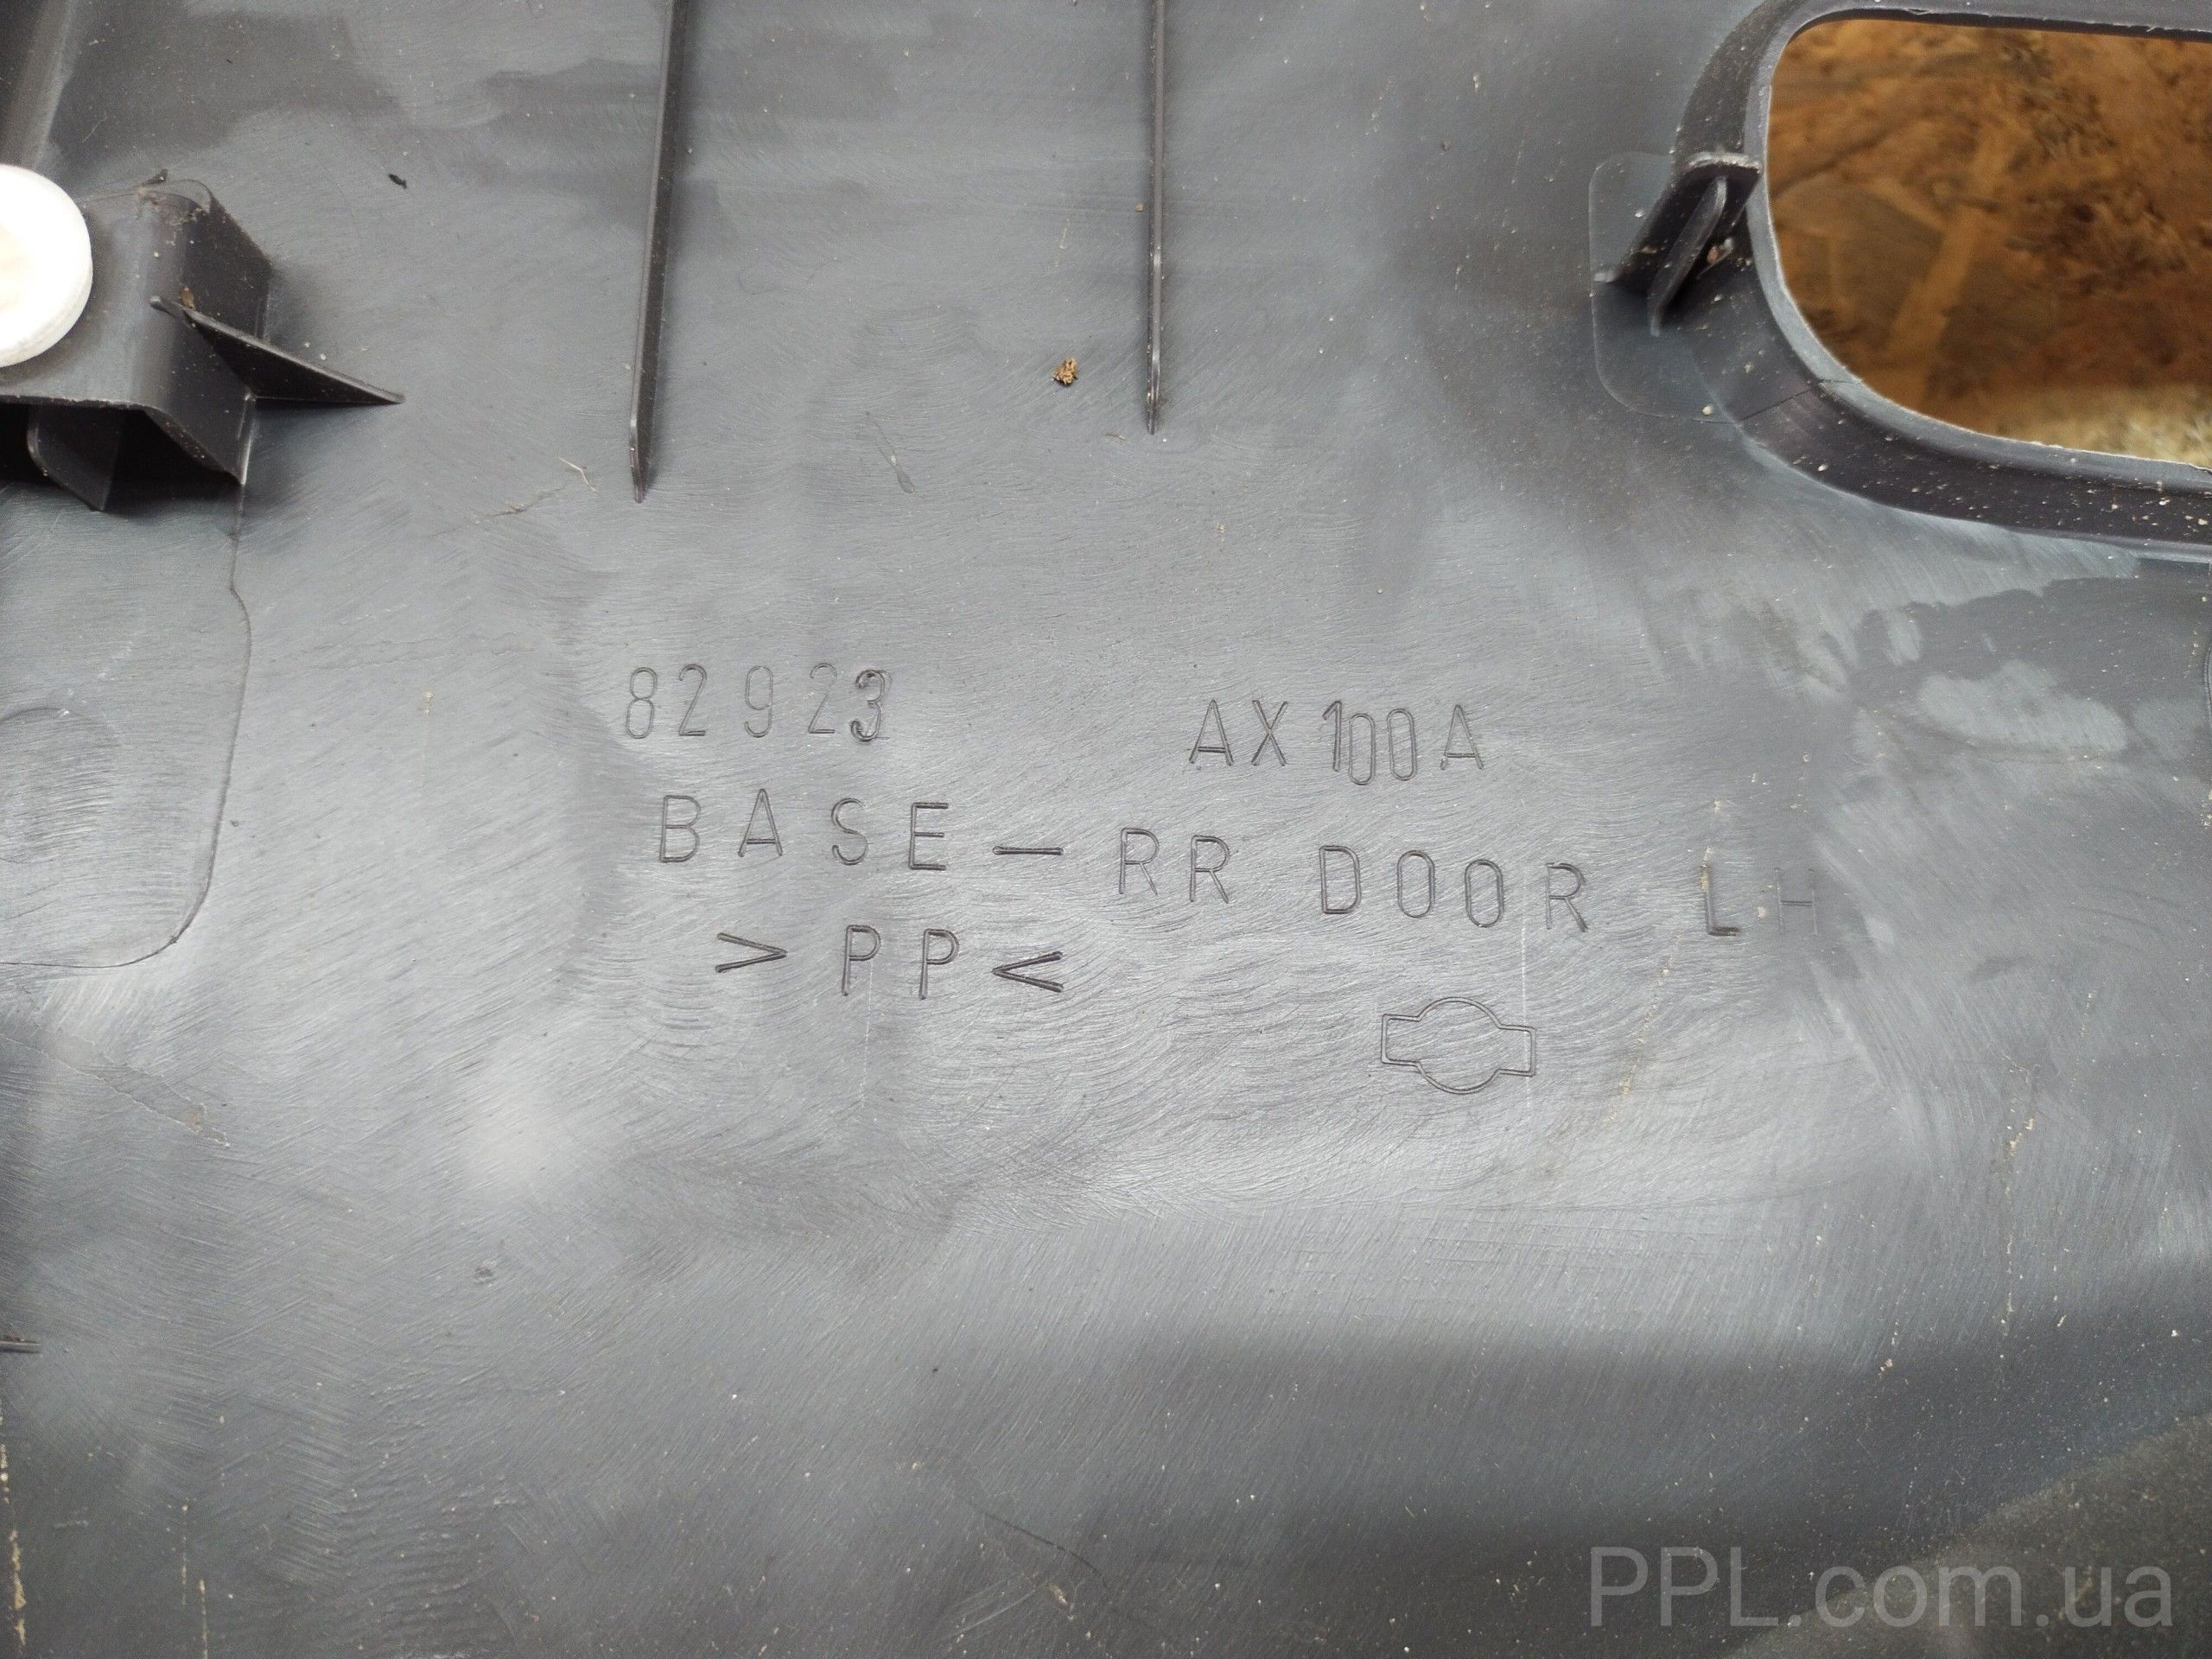 82923 AX100A
BASE-RR DOOR LH
>PP<
PPL.com.ua